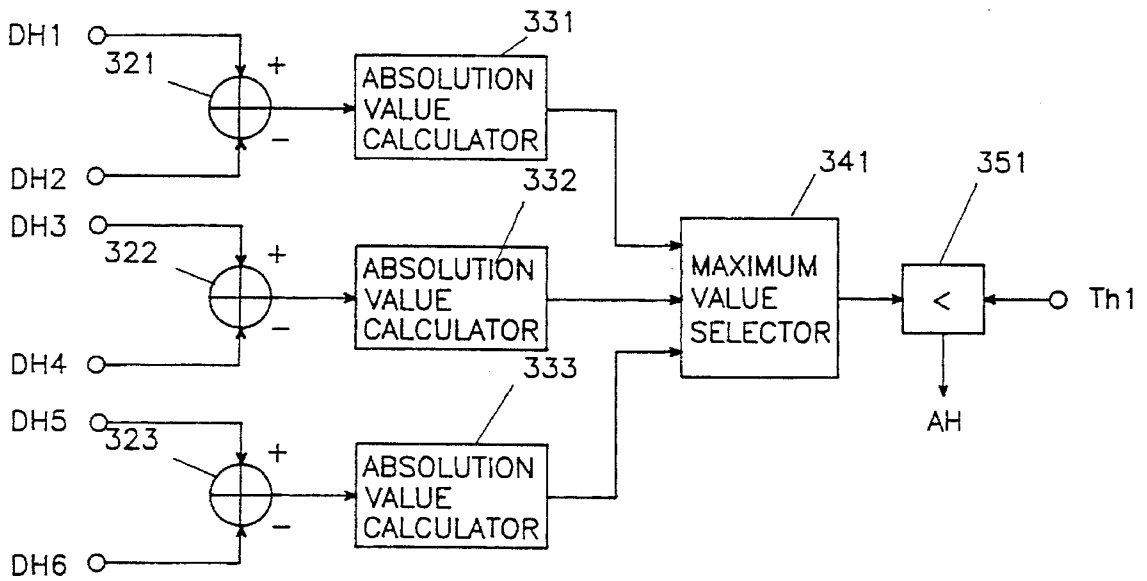 DH1
321
+
−
DH2
331
ABSOLUTION
VALUE
CALCULATOR
DH3
322
+
−
DH4
332
ABSOLUTION
VALUE
CALCULATOR
DH5
323
+
−
DH6
333
ABSOLUTION
VALUE
CALCULATOR
341
MAXIMUM
VALUE
SELECTOR
351
<
Th1
AH